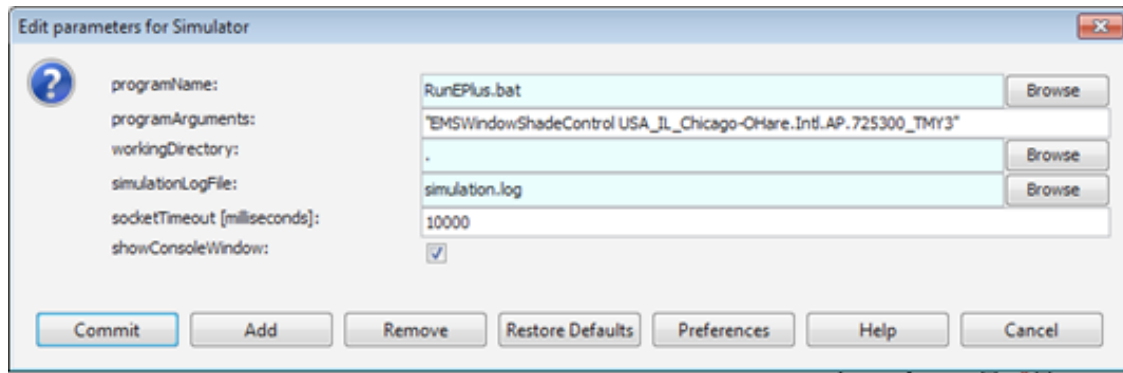 Edit parameters for Simulator
programName: RunEPlus.bat Browse
programArguments: "EMSWindowShadeControl USA_IL_Chicago-OHare.Intl.AP.725300_TMY3"
workingDirectory: . Browse
simulationLogFile: simulation.log Browse
socketTimeout [milliseconds]: 10000
showConsoleWindow:
Commit Add Remove Restore Defaults Preferences Help Cancel